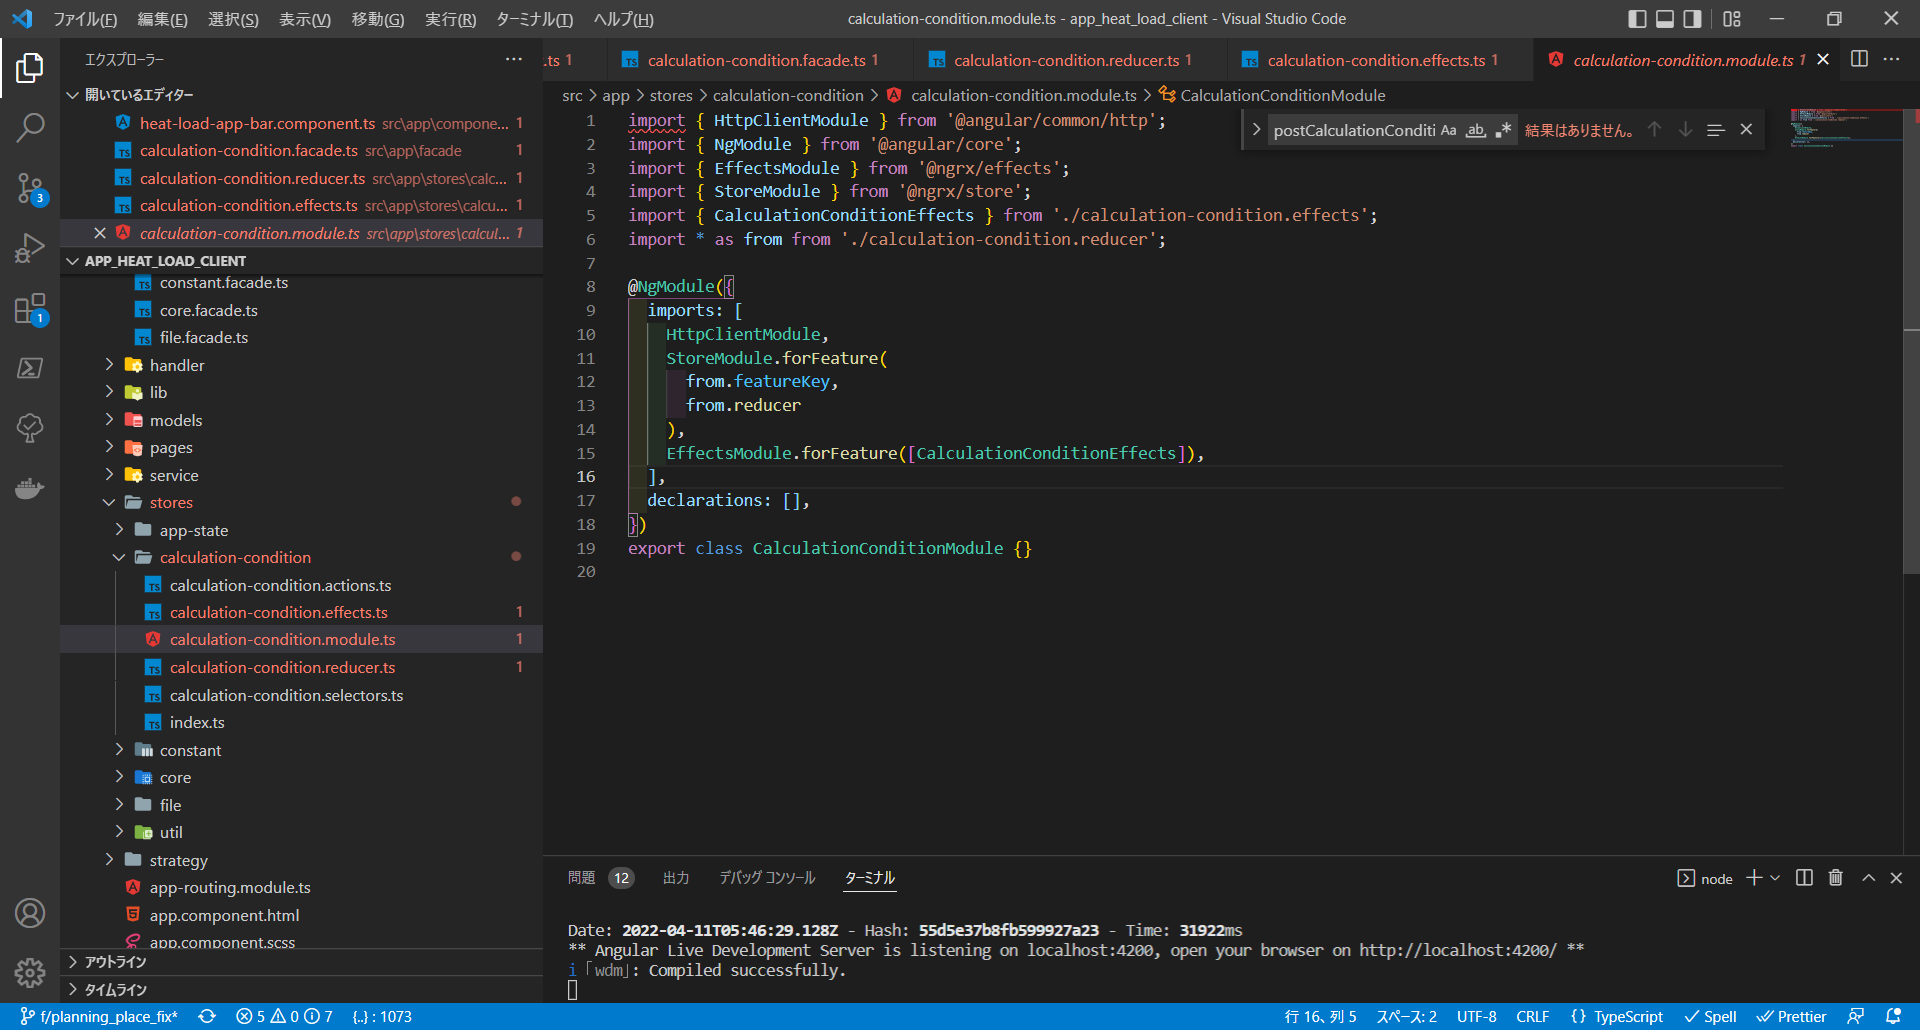 ファイル(F) 編集(E) 選択(S) 表示(V) 移動(G) 実行(R) ターミナル(T) ヘルプ(H)
calculation-condition.module.ts - app_heat_load_client - Visual Studio Code
エクスプローラー
開いているエディター
heat-load-app-bar.component.ts src\app\compone... 1
calculation-condition.facade.ts src\app\facade 1
calculation-condition.reducer.ts src\app\stores\calc... 1
calculation-condition.effects.ts src\app\stores\calcu... 1
calculation-condition.module.ts src\app\stores\calcul... 1
APP_HEAT_LOAD_CLIENT
constant.facade.ts
core.facade.ts
file.facade.ts
handler
lib
models
pages
service
stores
app-state
calculation-condition
calculation-condition.actions.ts
calculation-condition.effects.ts 1
calculation-condition.module.ts 1
calculation-condition.reducer.ts 1
calculation-condition.selectors.ts
index.ts
constant
core
file
util
strategy
app-routing.module.ts
app.component.html
app.component.scss
アウトライン
タイムライン
3
1
.ts 1
calculation-condition.facade.ts 1
calculation-condition.reducer.ts 1
calculation-condition.effects.ts 1
calculation-condition.module.ts 1
src > app > stores > calculation-condition > calculation-condition.module.ts > CalculationConditionModule
postCalculationConditi Aa ab .* 結果はありません。
1 import { HttpClientModule } from '@angular/common/http';
2 import { NgModule } from '@angular/core';
3 import { EffectsModule } from '@ngrx/effects';
4 import { StoreModule } from '@ngrx/store';
5 import { CalculationConditionEffects } from './calculation-condition.effects';
6 import * as from from './calculation-condition.reducer';
7
8 @NgModule({
9 imports: [
10 HttpClientModule,
11 StoreModule.forFeature(
12 from.featureKey,
13 from.reducer
14 ),
15 EffectsModule.forFeature([CalculationConditionEffects]),
16 ],
17 declarations: [],
18 })
19 export class CalculationConditionModule {}
20
問題 12 出力 デバッグ コンソール ターミナル
node
Date: 2022-04-11T05:46:29.128Z - Hash: 55d5e37b8fb599927a23 - Time: 31922ms
** Angular Live Development Server is listening on localhost:4200, open your browser on http://localhost:4200/ **
i ｢wdm｣: Compiled successfully.
f/planning_place_fix* 5 0 7 {..} : 1073
行 16、列 5 スペース: 2 UTF-8 CRLF {} TypeScript Spell Prettier